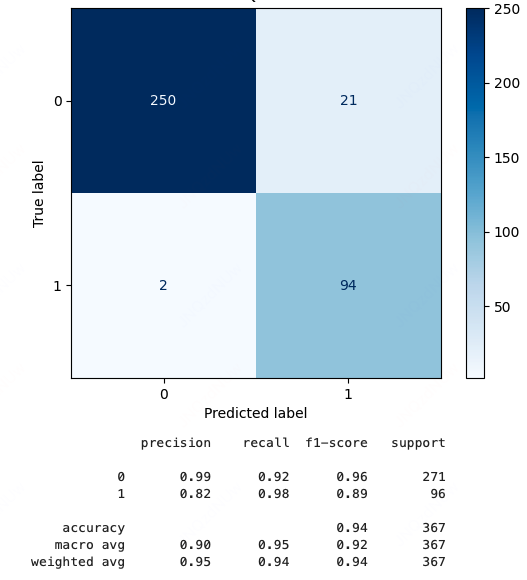 250
0
250
21
200
True label
150
100
1
2
94
50
0
1
Predicted label
precision recall f1-score support
0 0.99 0.92 0.96 271
1 0.82 0.98 0.89 96
accuracy 0.94 367
macro avg 0.90 0.95 0.92 367
weighted avg 0.95 0.94 0.94 367